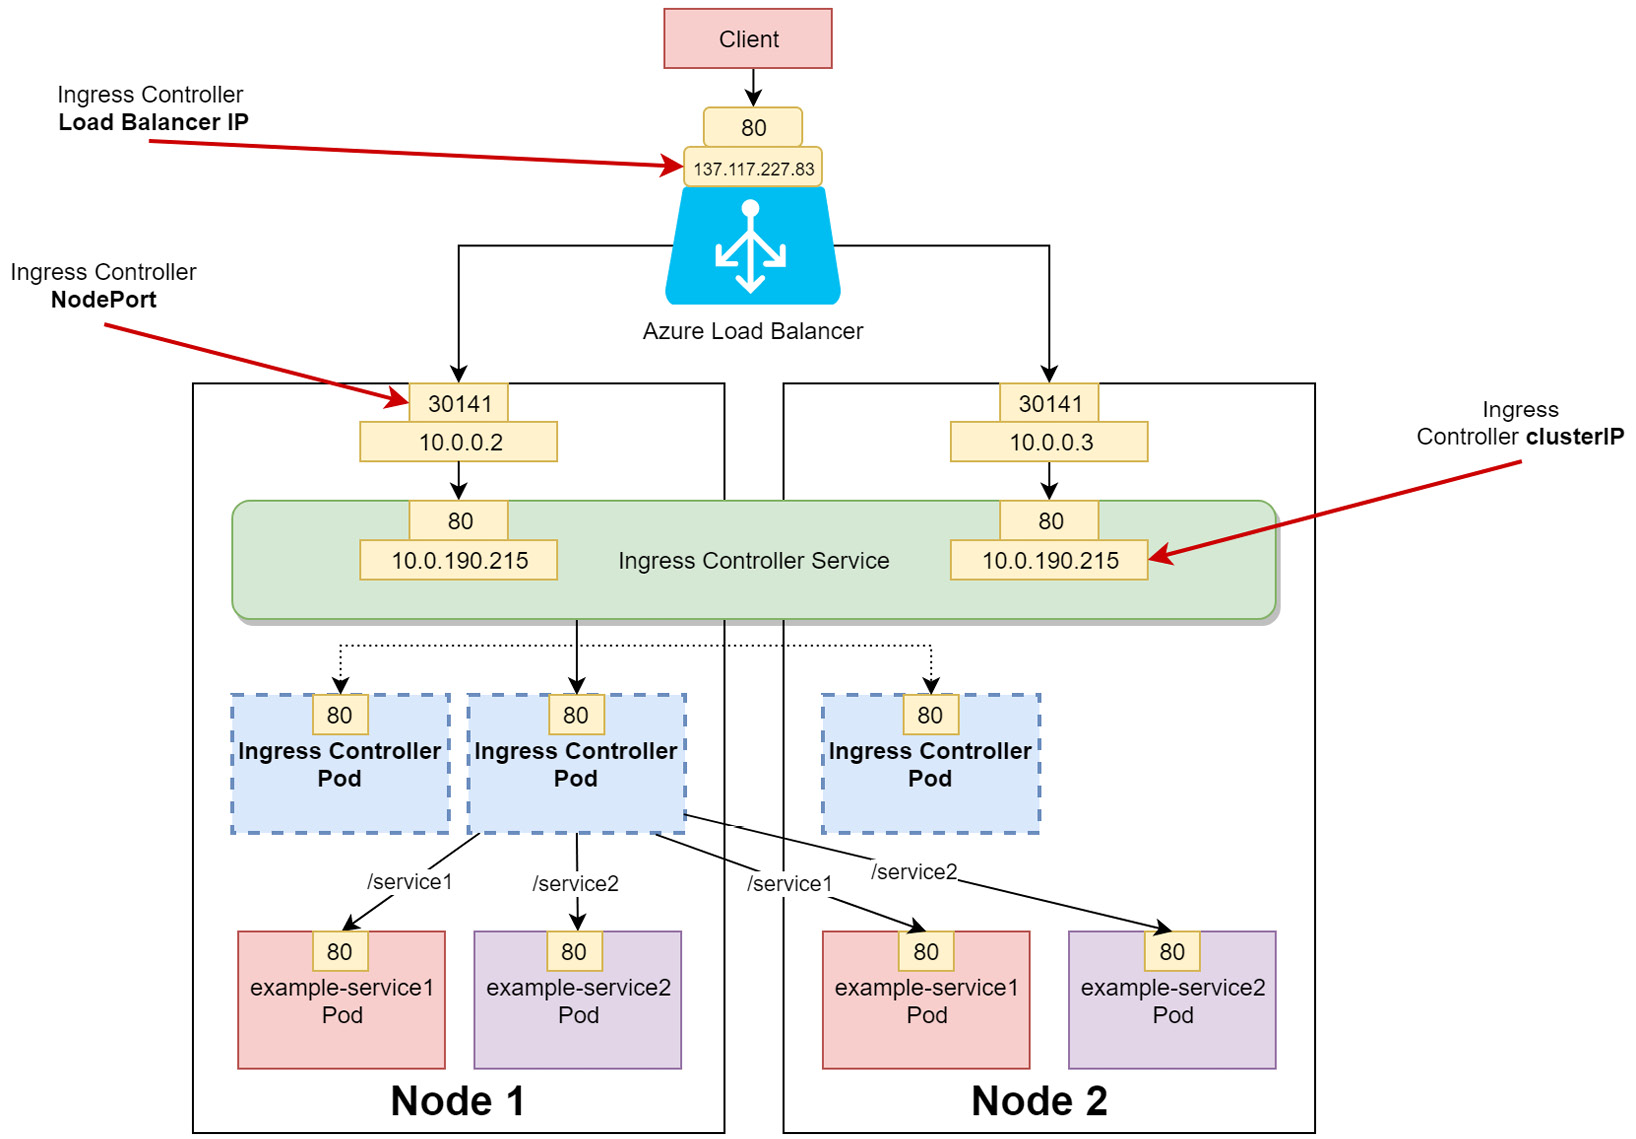 Client
Ingress Controller
Load Balancer IP
80
137.117.227.83
Ingress Controller
NodePort
Azure Load Balancer
30141
10.0.0.2
30141
10.0.0.3
Ingress
Controller clusterIP
80
10.0.190.215
Ingress Controller Service
80
10.0.190.215
80
Ingress Controller
Pod
80
Ingress Controller
Pod
80
Ingress Controller
Pod
/service1
/service2
/service1
/service2
80
example-service1
Pod
80
example-service2
Pod
80
example-service1
Pod
80
example-service2
Pod
Node 1
Node 2